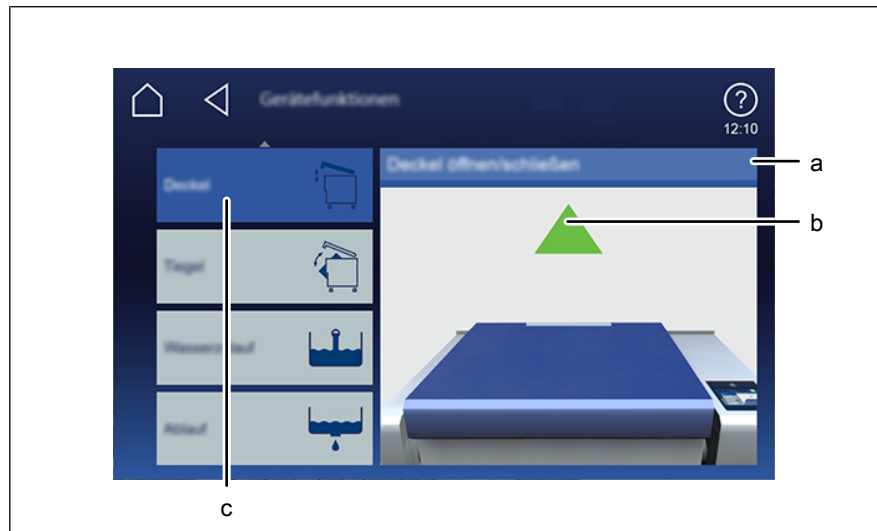 Gerätefunktionen
12:10
Deckel öffnen/schließen
a
Deckel
b
Tiegel
Wasserzulauf
Ablauf
c